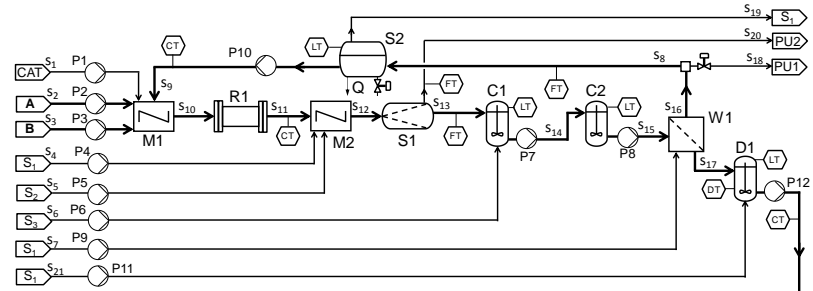 s19 S1
s20 PU2
S2
LT
CT
P10
s8
s18 PU1
s1 P1
CAT
s9
Q
FT
FT
C1
C2
s2 P2
A
s10 R1 s11
s12
s13
LT
LT
s16
W1
s3 P3
B
CT
S1
FT
s14
s15
M1
M2
P7
P8
D1
s4 P4
S1
s17
LT
P12
s5 P5
S2
DT
s6 P6
S3
CT
s7 P9
S1
s21 P11
S1